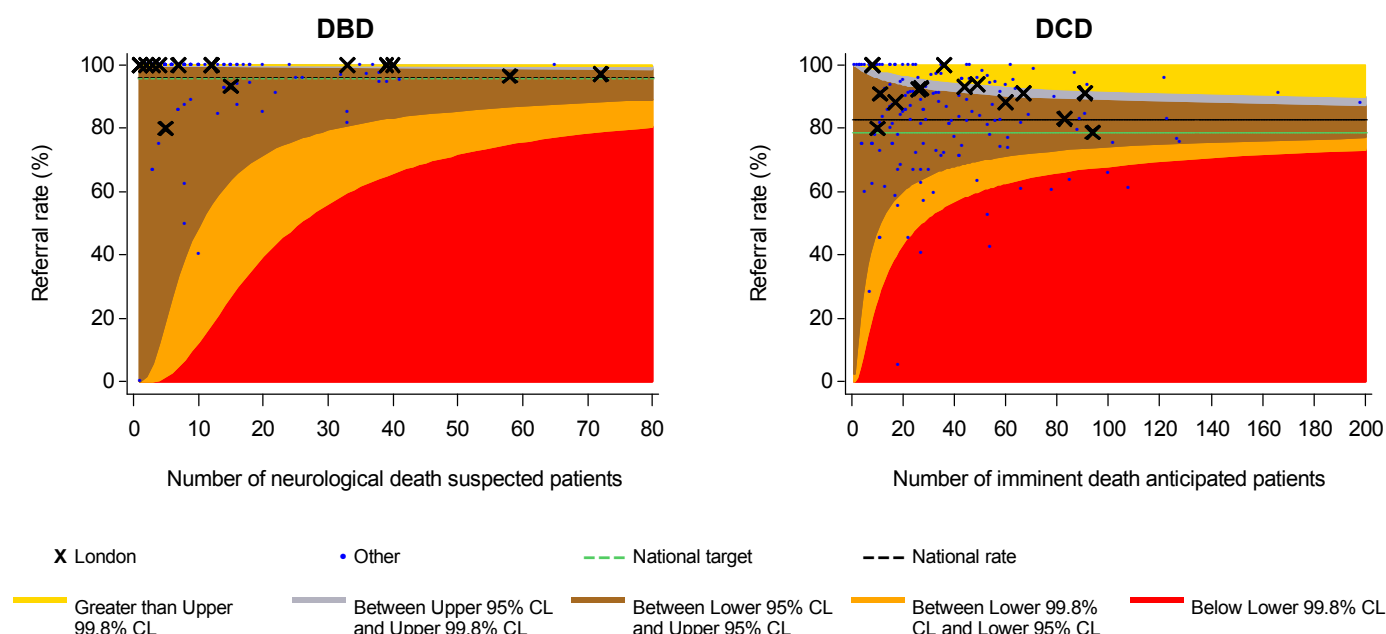 DBD
100
80
60
40
20
0
Referral rate (%)
0 10 20 30 40 50 60 70 80
Number of neurological death suspected patients
DCD
100
80
60
40
20
0
Referral rate (%)
0 20 40 60 80 100 120 140 160 180 200
Number of imminent death anticipated patients
X London
Other
National target
National rate
Greater than Upper
99.8% CL
Between Upper 95% CL
and Upper 99.8% CL
Between Lower 95% CL
and Upper 95% CL
Between Lower 99.8%
CL and Lower 95% CL
Below Lower 99.8% CL